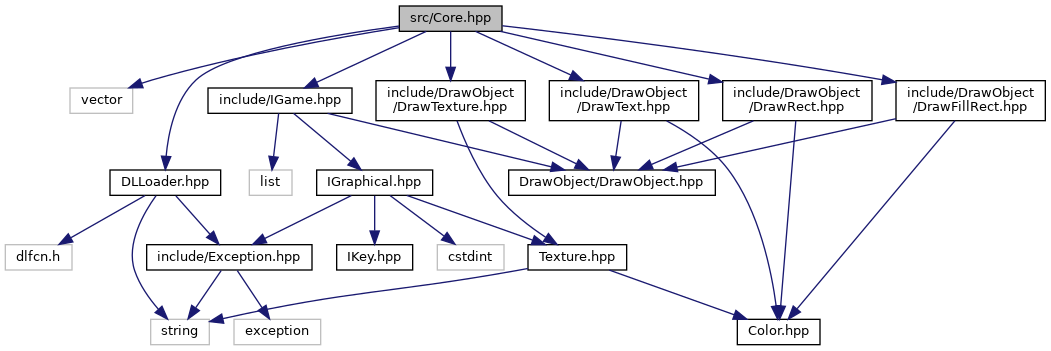 src/Core.hpp
vector
include/IGame.hpp
include/DrawObject
/DrawTexture.hpp
include/DrawObject
/DrawText.hpp
include/DrawObject
/DrawRect.hpp
include/DrawObject
/DrawFillRect.hpp
DLLoader.hpp
list
IGraphical.hpp
DrawObject/DrawObject.hpp
dlfcn.h
include/Exception.hpp
IKey.hpp
cstdint
Texture.hpp
string
exception
Color.hpp